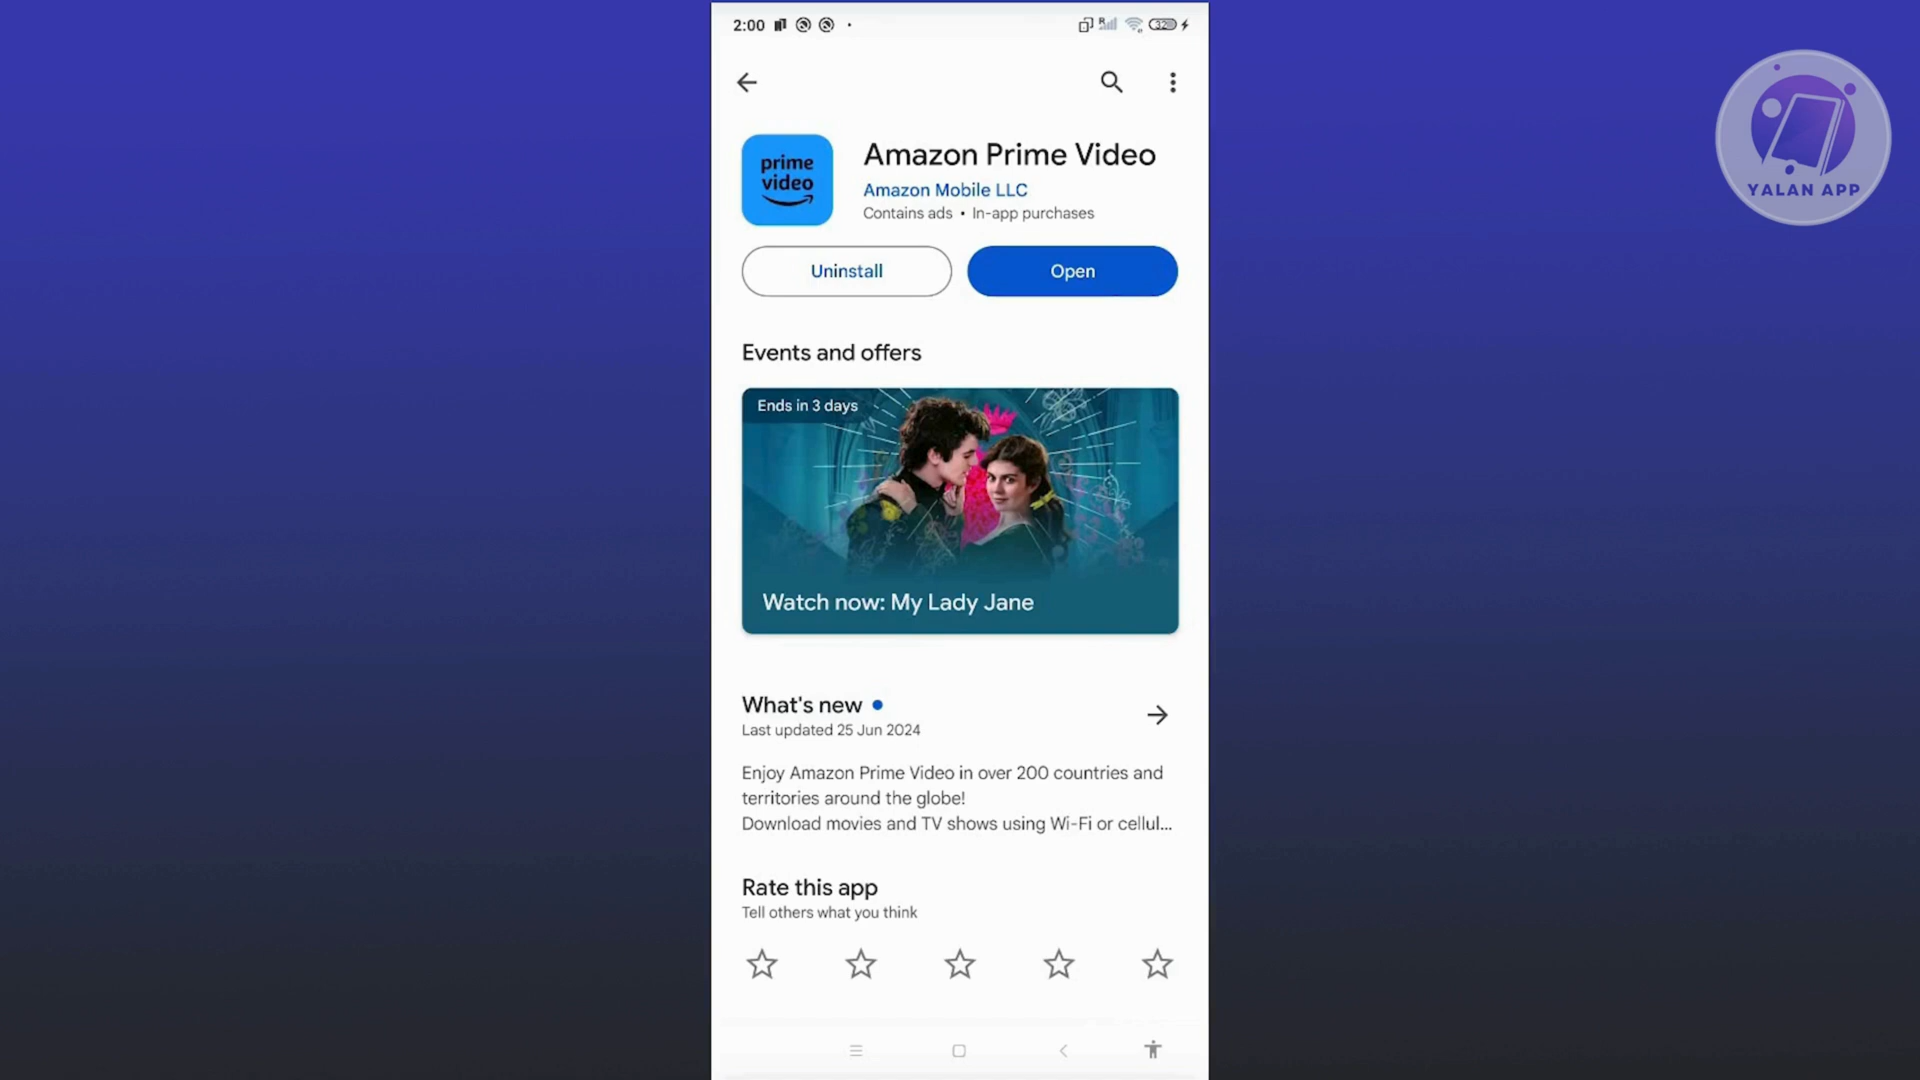 2:00
32
YALAN APP
prime
video
Amazon Prime Video
Amazon Mobile LLC
Contains ads • In-app purchases
Uninstall
Open
Events and offers
Ends in 3 days
Watch now: My Lady Jane
What's new
Last updated 25 Jun 2024
Enjoy Amazon Prime Video in over 200 countries and
territories around the globe!
Download movies and TV shows using Wi-Fi or cellul...
Rate this app
Tell others what you think